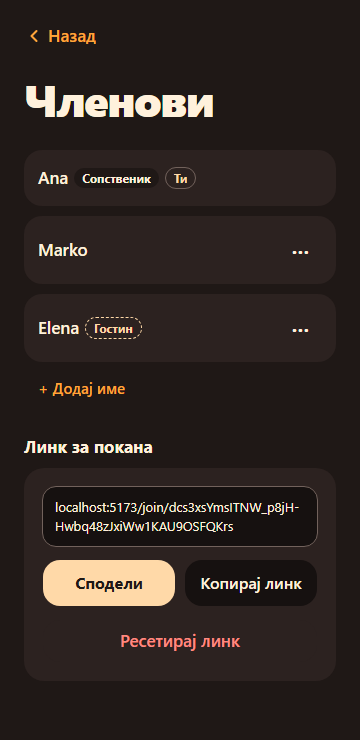 Назад
Членови
Ana Сопственик Ти
Marko ...
Elena Гостин ...
+ Додај име
Линк за покана
localhost:5173/join/dcs3xsYmsITNW_p8jH-
Hwbq48zJxiWw1KAU9OSFQKrs
Сподели Копирај линк
Ресетирај линк